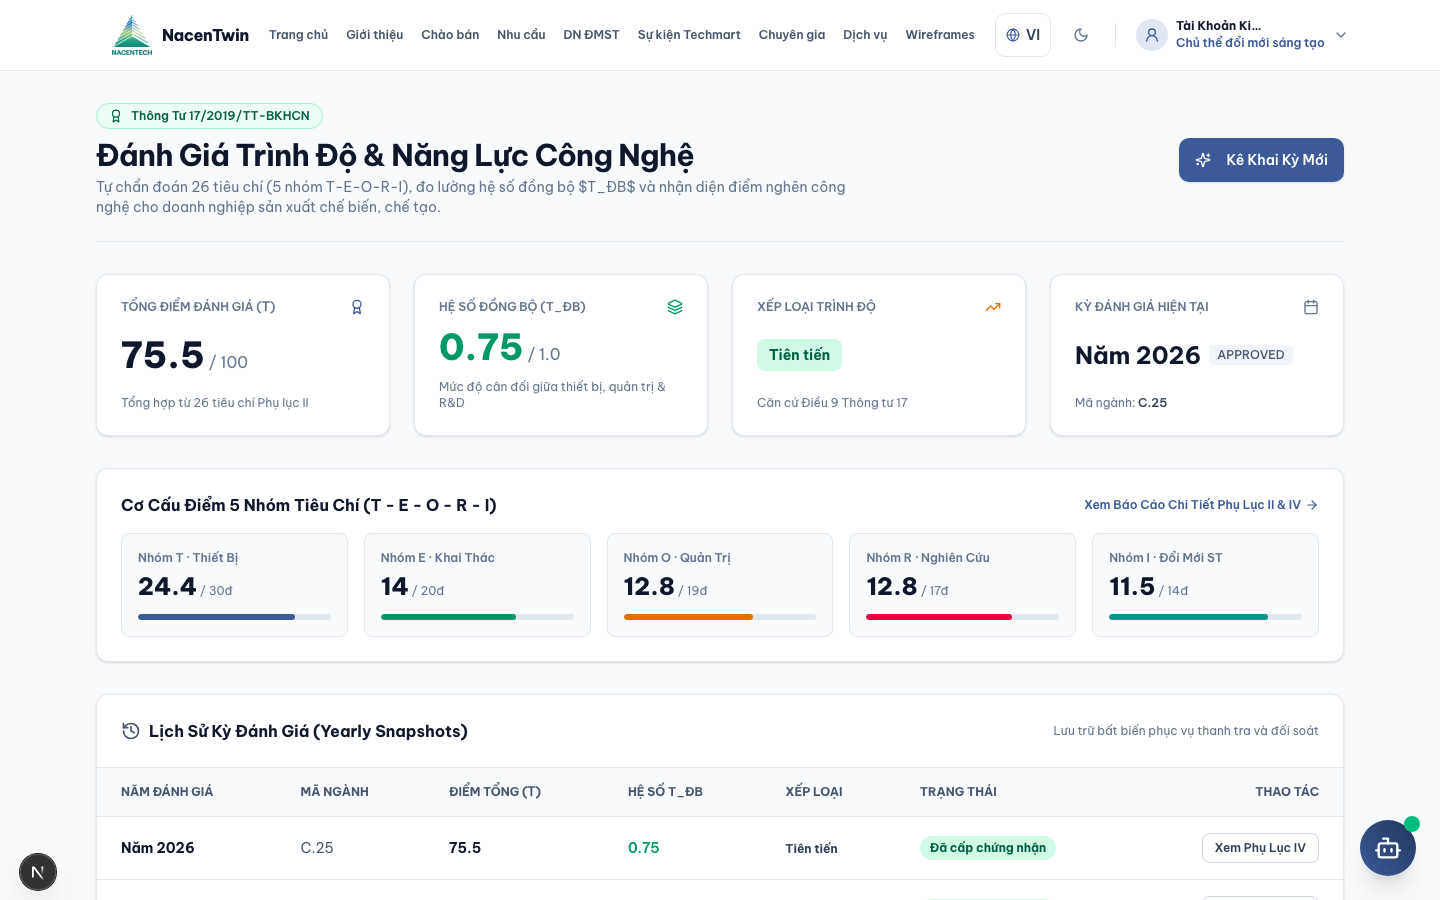 NACENTECH
NacenTwin
Trang chủ
Giới thiệu
Chào bán
Nhu cầu
DN ĐMST
Sự kiện Techmart
Chuyên gia
Dịch vụ
Wireframes
VI
Tài Khoản Ki...
Chủ thể đổi mới sáng tạo
Thông Tư 17/2019/TT-BKHCN
Đánh Giá Trình Độ & Năng Lực Công Nghệ
Tự chẩn đoán 26 tiêu chí (5 nhóm T-E-O-R-I), đo lường hệ số đồng bộ $T_ĐB$ và nhận diện điểm nghẽn công
nghệ cho doanh nghiệp sản xuất chế biến, chế tạo.
Kê Khai Kỳ Mới
TỔNG ĐIỂM ĐÁNH GIÁ (T)
75.5 / 100
Tổng hợp từ 26 tiêu chí Phụ lục II
HỆ SỐ ĐỒNG BỘ (T_ĐB)
0.75 / 1.0
Mức độ cân đối giữa thiết bị, quản trị &
R&D
XẾP LOẠI TRÌNH ĐỘ
Tiên tiến
Căn cứ Điều 9 Thông tư 17
KỲ ĐÁNH GIÁ HIỆN TẠI
Năm 2026 APPROVED
Mã ngành: C.25
Cơ Cấu Điểm 5 Nhóm Tiêu Chí (T - E - O - R - I)
Xem Báo Cáo Chi Tiết Phụ Lục II & IV →
Nhóm T · Thiết Bị
24.4 / 30đ
Nhóm E · Khai Thác
14 / 20đ
Nhóm O · Quản Trị
12.8 / 19đ
Nhóm R · Nghiên Cứu
12.8 / 17đ
Nhóm I · Đổi Mới ST
11.5 / 14đ
Lịch Sử Kỳ Đánh Giá (Yearly Snapshots)
Lưu trữ bất biến phục vụ thanh tra và đối soát
NĂM ĐÁNH GIÁ
MÃ NGÀNH
ĐIỂM TỔNG (T)
HỆ SỐ T_ĐB
XẾP LOẠI
TRẠNG THÁI
THAO TÁC
Năm 2026
C.25
75.5
0.75
Tiên tiến
Đã cấp chứng nhận
Xem Phụ Lục IV
N